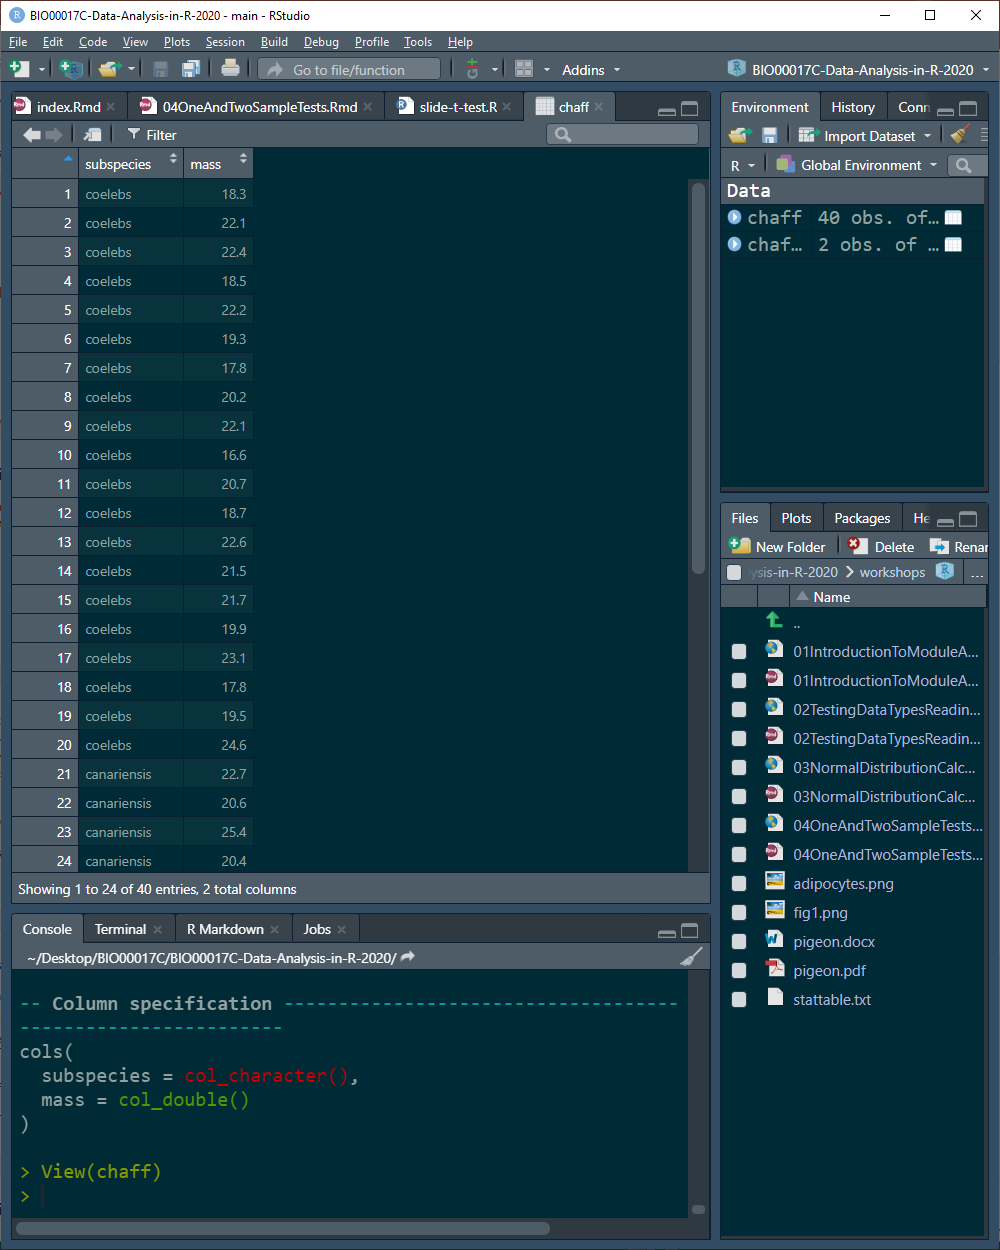 BIO00017C-Data-Analysis-in-R-2020 - main - RStudio
File Edit Code View Plots Session Build Debug Profile Tools Help
Go to file/function Addins BIO00017C-Data-Analysis-in-R-2020
index.Rmd 04OneAndTwoSampleTests.Rmd slide-t-test.R chaff
Filter
subspecies mass
1 coelebs 18.3
2 coelebs 22.1
3 coelebs 22.4
4 coelebs 18.5
5 coelebs 22.2
6 coelebs 19.3
7 coelebs 17.8
8 coelebs 20.2
9 coelebs 22.1
10 coelebs 16.6
11 coelebs 20.7
12 coelebs 18.7
13 coelebs 22.6
14 coelebs 21.5
15 coelebs 21.7
16 coelebs 19.9
17 coelebs 23.1
18 coelebs 17.8
19 coelebs 19.5
20 coelebs 24.6
21 canariensis 22.7
22 canariensis 20.6
23 canariensis 25.4
24 canariensis 20.4
Showing 1 to 24 of 40 entries, 2 total columns
Console Terminal R Markdown Jobs
~/Desktop/BIO00017C/BIO00017C-Data-Analysis-in-R-2020/
-- Column specification ------------------------------------
------------------------
cols(
  subspecies = col_character(),
  mass = col_double()
)
> View(chaff)
>
Environment History Conn
Import Dataset
R Global Environment
Data
chaff 40 obs. of…
chaf… 2 obs. of …
Files Plots Packages He
New Folder Delete Renar
ysis-in-R-2020 workshops ...
Name
..
01IntroductionToModuleA...
01IntroductionToModuleA...
02TestingDataTypesReadin...
02TestingDataTypesReadin...
03NormalDistributionCalc...
03NormalDistributionCalc...
04OneAndTwoSampleTests...
04OneAndTwoSampleTests...
adipocytes.png
fig1.png
pigeon.docx
pigeon.pdf
stattable.txt